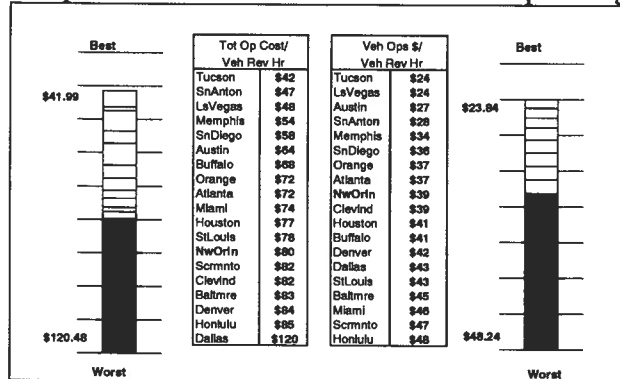 Best
$41.99
$120.48
Worst
Tot Op Cost/
Veh Rev Hr
Tucson $42
SnAnton $47
LsVegas $48
Memphis $54
SnDiego $58
Austin $64
Buffalo $68
Orange $72
Atlanta $72
Miami $74
Houston $77
StLouis $78
NwOrln $80
Scrmnto $82
Clevlnd $82
Baltmre $83
Denver $84
Honlulu $85
Dallas $120
Veh Ops $/
Veh Rev Hr
Tucson $24
LsVegas $24
Austin $27
SnAnton $28
Memphis $34
SnDiego $36
Orange $37
Atlanta $37
NwOrln $39
Clevlnd $39
Houston $41
Buffalo $41
Denver $42
Dallas $43
StLouis $43
Baltmre $45
Miami $46
Scrmnto $47
Honlulu $48
Best
$23.84
$48.24
Worst